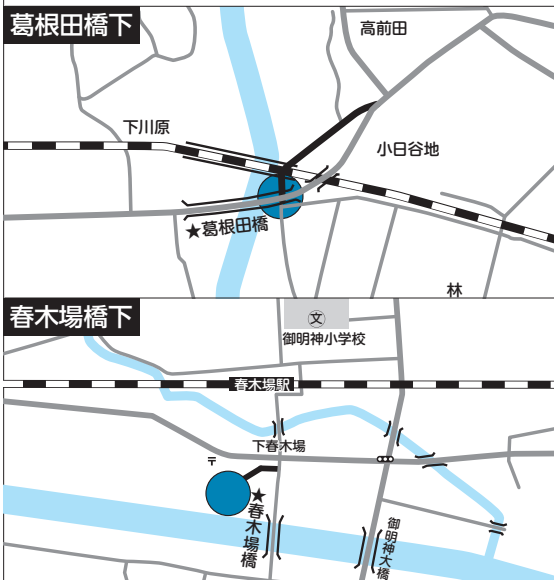 葛根田橋下
高前田
下川原
小日谷地
★葛根田橋
林
春木場橋下
文
御明神小学校
春木場駅
下春木場
〒
★春木場橋
御明神大橋